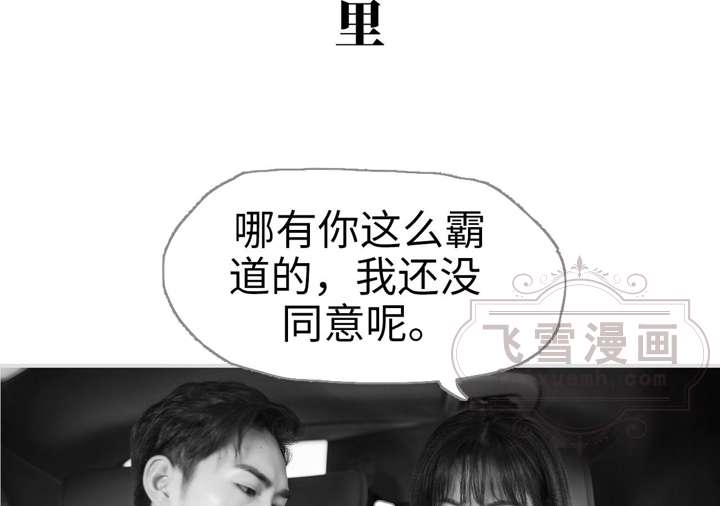 里
哪有你这么霸
道的，我还没
同意呢。
飞雪漫画